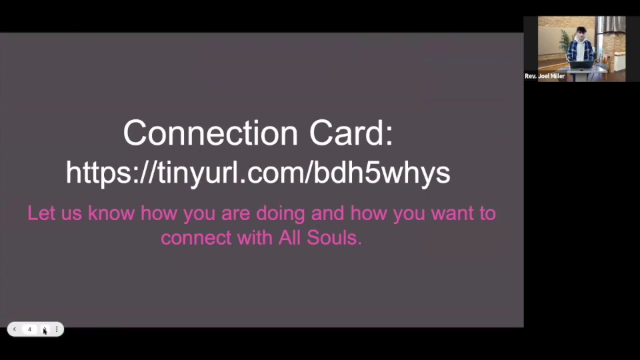 Connection Card:
https://tinyurl.com/bdh5whys
Let us know how you are doing and how you want to
connect with All Souls.
Rev. Joel Miller
4